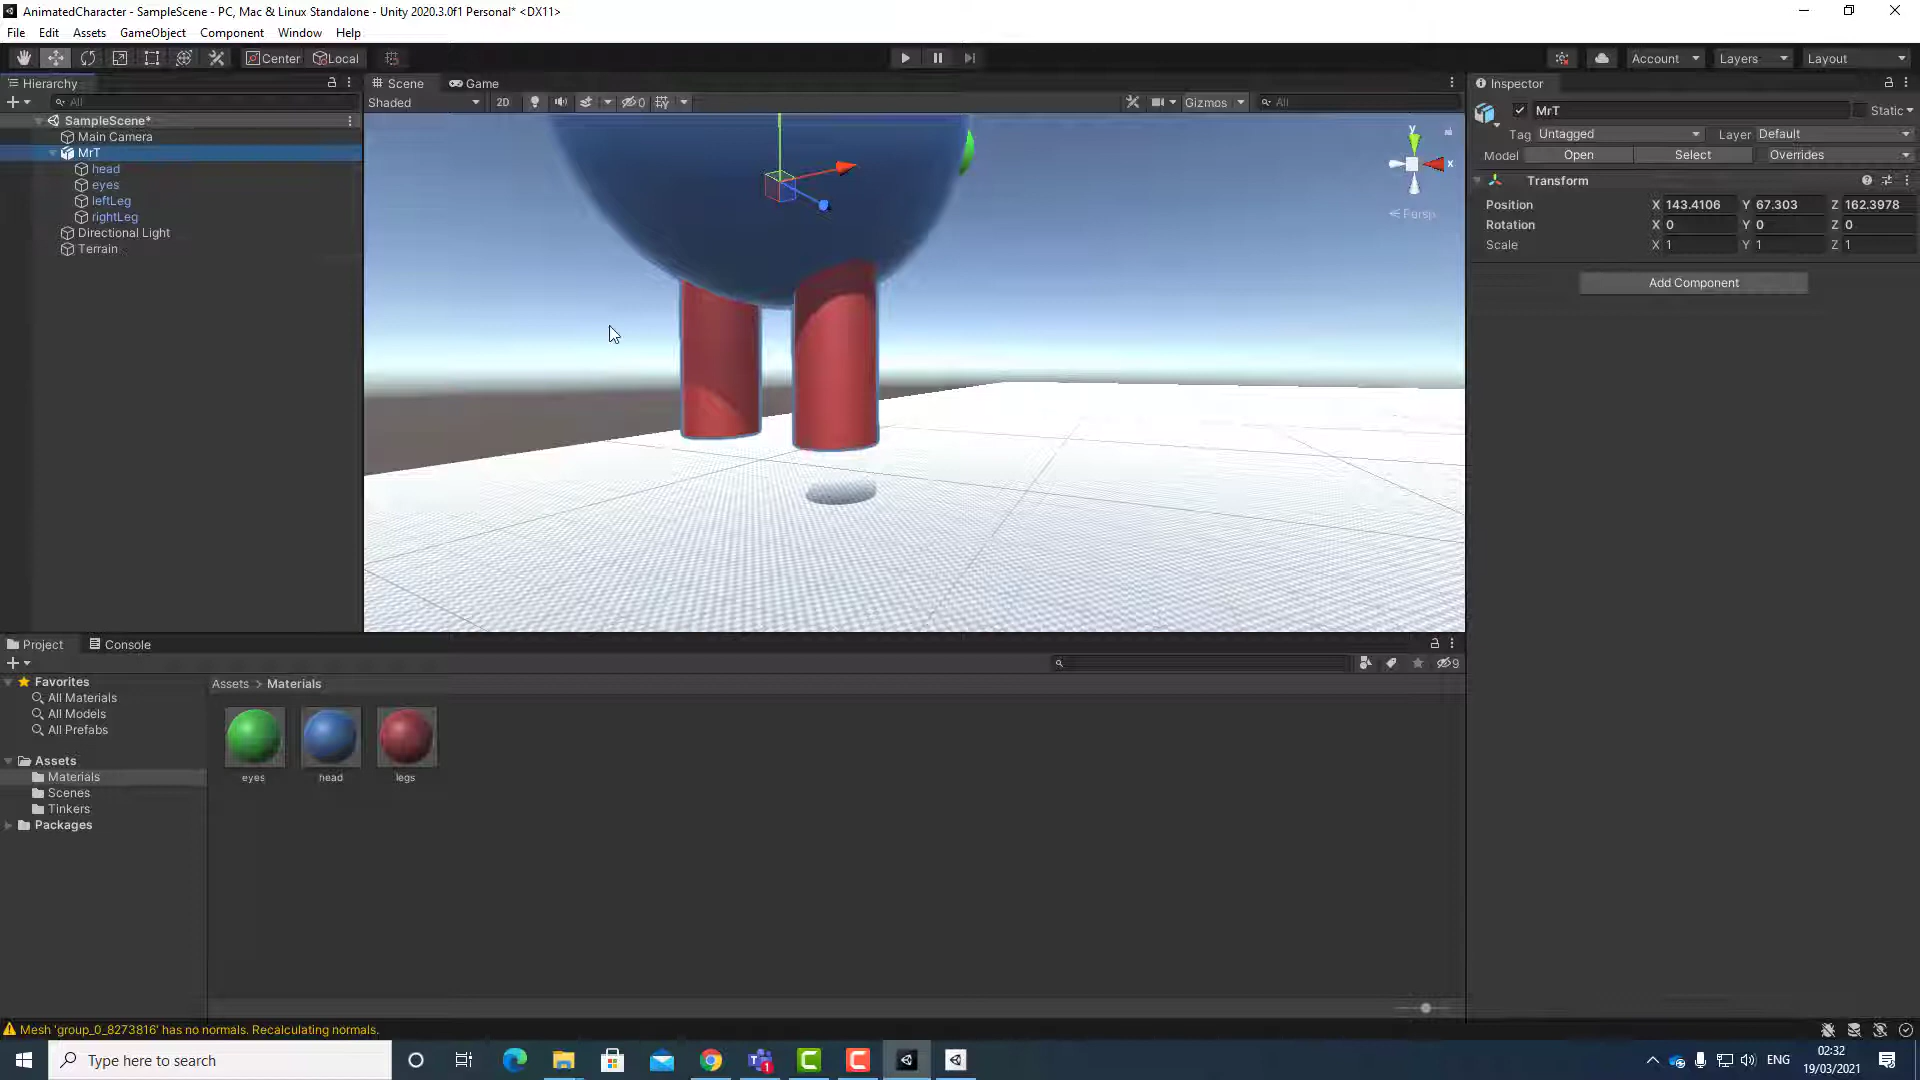 AnimatedCharacter - SampleScene - PC, Mac & Linux Standalone - Unity 2020.3.0f1 Personal* <DX11>
File Edit Assets GameObject Component Window Help
Center Local Account Layers Layout
Hierarchy
All
SampleScene*
Main Camera
MrT
head
eyes
leftLeg
rightLeg
Directional Light
Terrain
Scene Game
Shaded 2D 0 Gizmos All
y
x
Persp
Inspector
MrT Static
Tag Untagged Layer Default
Model Open Select Overrides
Transform
Position X 143.4106 Y 67.303 Z 162.3978
Rotation X 0 Y 0 Z 0
Scale X 1 Y 1 Z 1
Add Component
Project Console
9
Favorites
All Materials
All Models
All Prefabs
Assets
Materials
Scenes
Tinkers
Packages
Assets > Materials
eyes head legs
Mesh 'group_0_8273816' has no normals. Recalculating normals.
Type here to search
1
ENG
02:32
19/03/2021